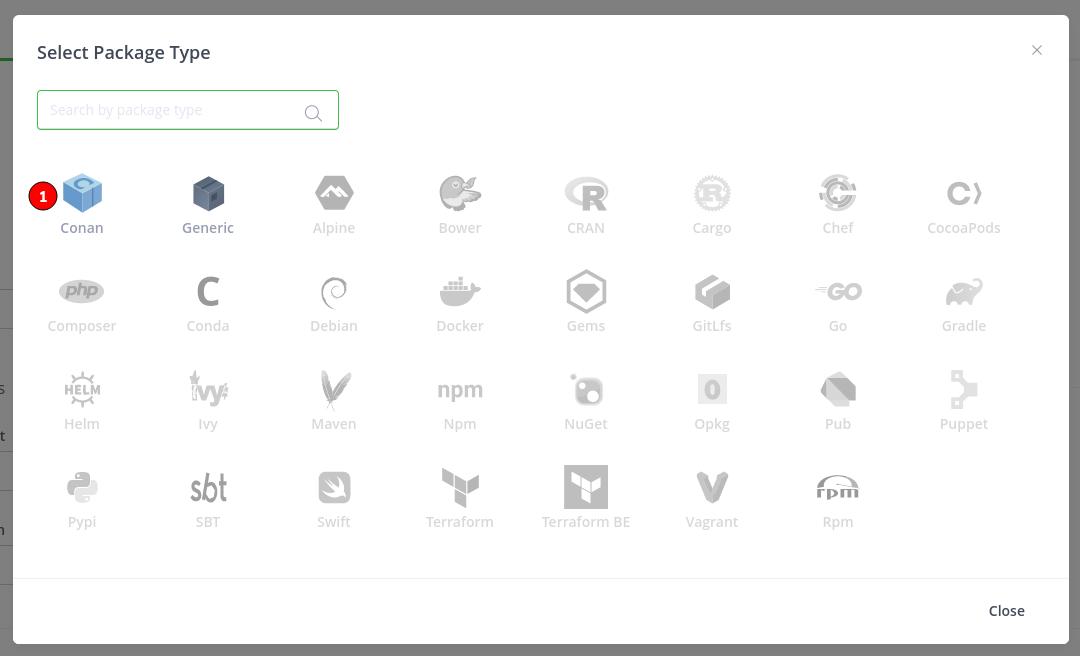 Select Package Type
Search by package type
1
Conan Generic Alpine Bower CRAN Cargo Chef CocoaPods
php C GO
Composer Conda Debian Docker Gems GitLfs Go Gradle
HELM Ivy npm O
Helm Ivy Maven Npm NuGet Opkg Pub Puppet
sbt rpm
Pypi SBT Swift Terraform Terraform BE Vagrant Rpm
Close